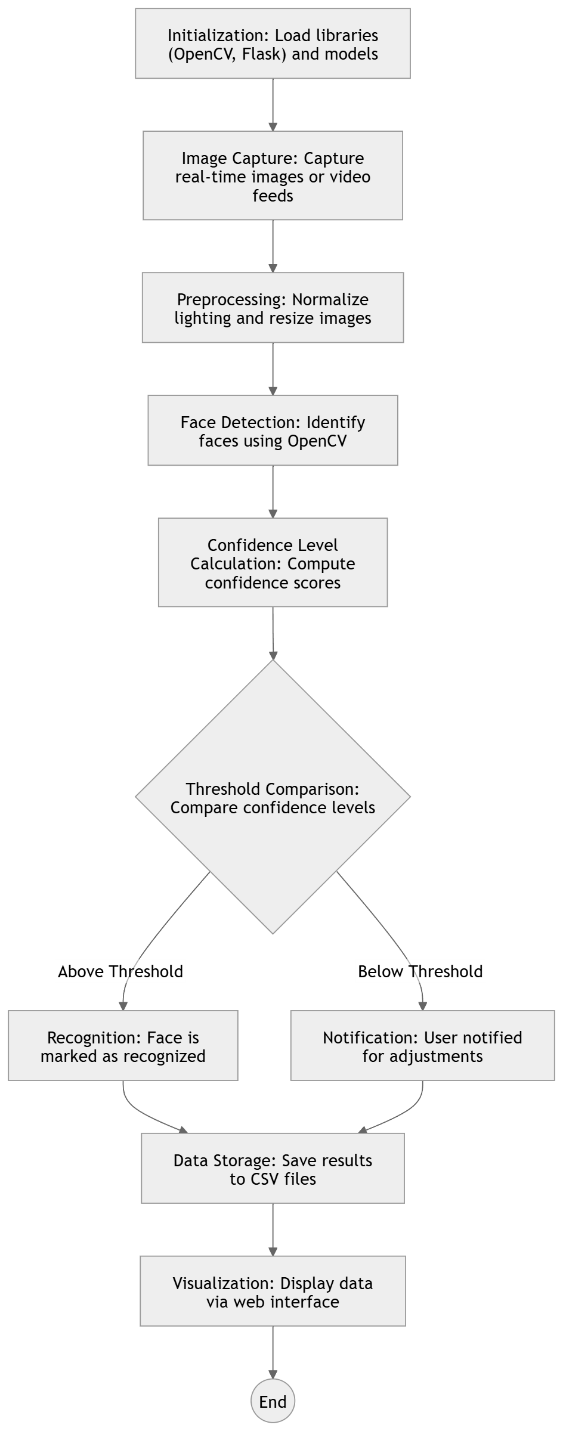 Initialization: Load libraries
(OpenCV, Flask) and models
Image Capture: Capture
real-time images or video
feeds
Preprocessing: Normalize
lighting and resize images
Face Detection: Identify
faces using OpenCV
Confidence Level
Calculation: Compute
confidence scores
Threshold Comparison:
Compare confidence levels
Above Threshold
Below Threshold
Recognition: Face is
marked as recognized
Notification: User notified
for adjustments
Data Storage: Save results
to CSV files
Visualization: Display data
via web interface
End